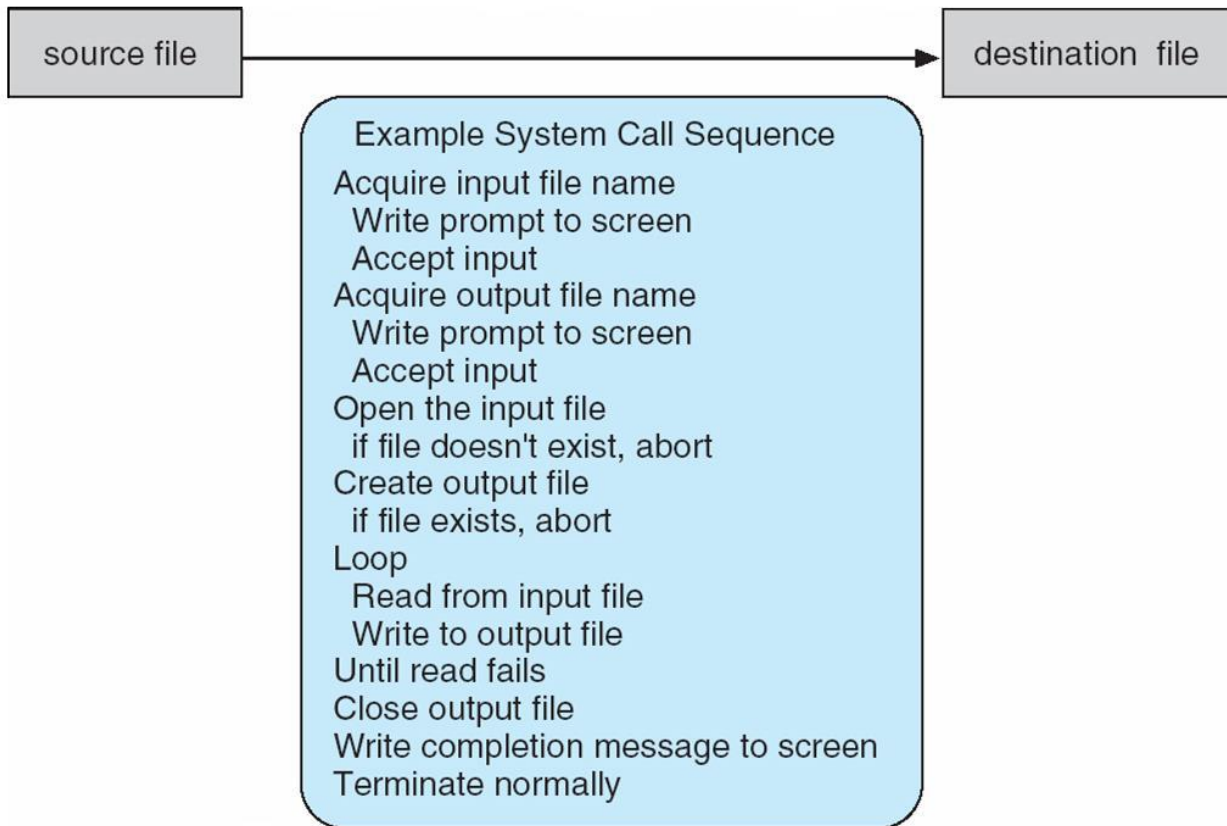 source file
destination file
Example System Call Sequence
Acquire input file name
Write prompt to screen
Accept input
Acquire output file name
Write prompt to screen
Accept input
Open the input file
if file doesn't exist, abort
Create output file
if file exists, abort
Loop
Read from input file
Write to output file
Until read fails
Close output file
Write completion message to screen
Terminate normally